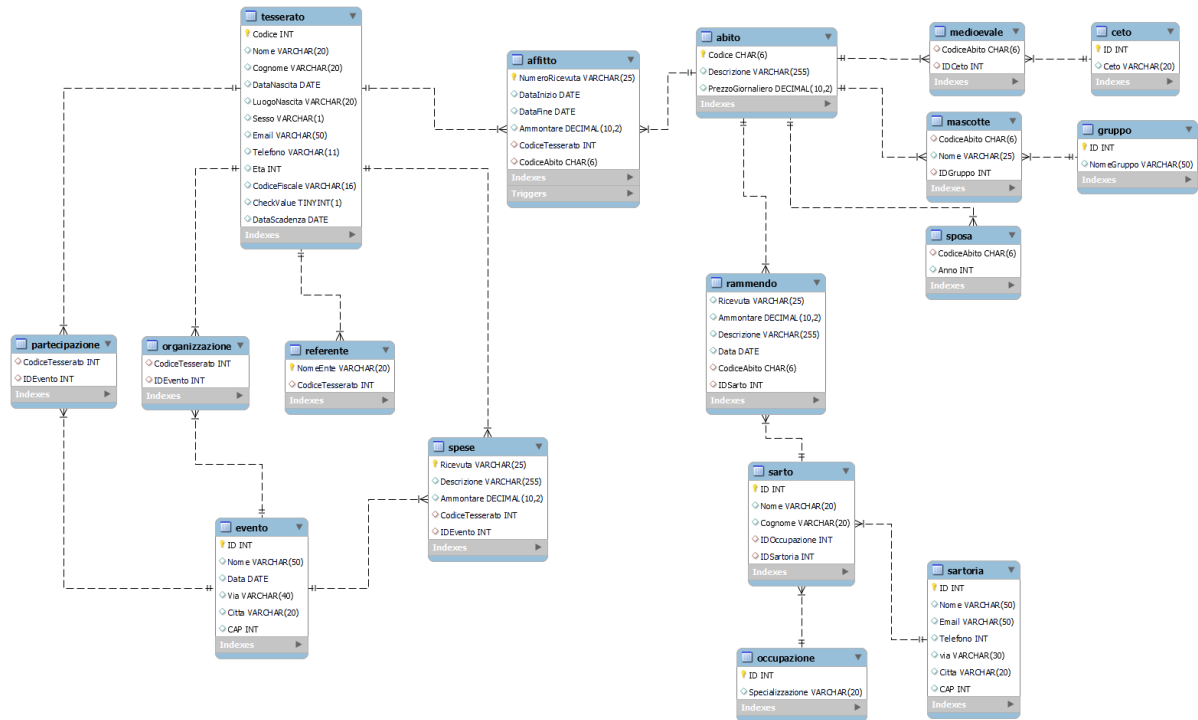 tesserato
Codice INT
Nome VARCHAR(20)
Cognome VARCHAR(20)
DataNascita DATE
LuogoNascita VARCHAR(20)
Sesso VARCHAR(1)
Email VARCHAR(50)
Telefono VARCHAR(11)
Eta INT
CodiceFiscale VARCHAR(16)
CheckValue TINYINT(1)
DataScadenza DATE
Indexes
affitto
NumeroRicevuta VARCHAR(25)
DataInizio DATE
DataFine DATE
Ammontare DECIMAL(10,2)
CodiceTesserato INT
CodiceAbito CHAR(6)
Indexes
Triggers
abito
Codice CHAR(6)
Descrizione VARCHAR(255)
PrezzoGiornaliero DECIMAL(10,2)
Indexes
medioevale
CodiceAbito CHAR(6)
IDCeto INT
Indexes
ceto
ID INT
Ceto VARCHAR(20)
Indexes
mascotte
CodiceAbito CHAR(6)
Nome VARCHAR(25)
IDGruppo INT
Indexes
gruppo
ID INT
NomeGruppo VARCHAR(50)
Indexes
sposa
CodiceAbito CHAR(6)
Anno INT
Indexes
rammendo
Ricevuta VARCHAR(25)
Ammontare DECIMAL(10,2)
Descrizione VARCHAR(255)
Data DATE
CodiceAbito CHAR(6)
IDSarto INT
Indexes
partecipazione
CodiceTesserato INT
IDEvento INT
Indexes
organizzazione
CodiceTesserato INT
IDEvento INT
Indexes
referente
NomeEnte VARCHAR(20)
CodiceTesserato INT
Indexes
spese
Ricevuta VARCHAR(25)
Descrizione VARCHAR(255)
Ammontare DECIMAL(10,2)
CodiceTesserato INT
IDEvento INT
Indexes
evento
ID INT
Nome VARCHAR(50)
Data DATE
Via VARCHAR(40)
Citta VARCHAR(20)
CAP INT
Indexes
sarto
ID INT
Nome VARCHAR(20)
Cognome VARCHAR(20)
IDOccupazione INT
IDSartoria INT
Indexes
sartoria
ID INT
Nome VARCHAR(50)
Email VARCHAR(50)
Telefono INT
via VARCHAR(30)
Citta VARCHAR(20)
CAP INT
Indexes
occupazione
ID INT
Specializzazione VARCHAR(20)
Indexes